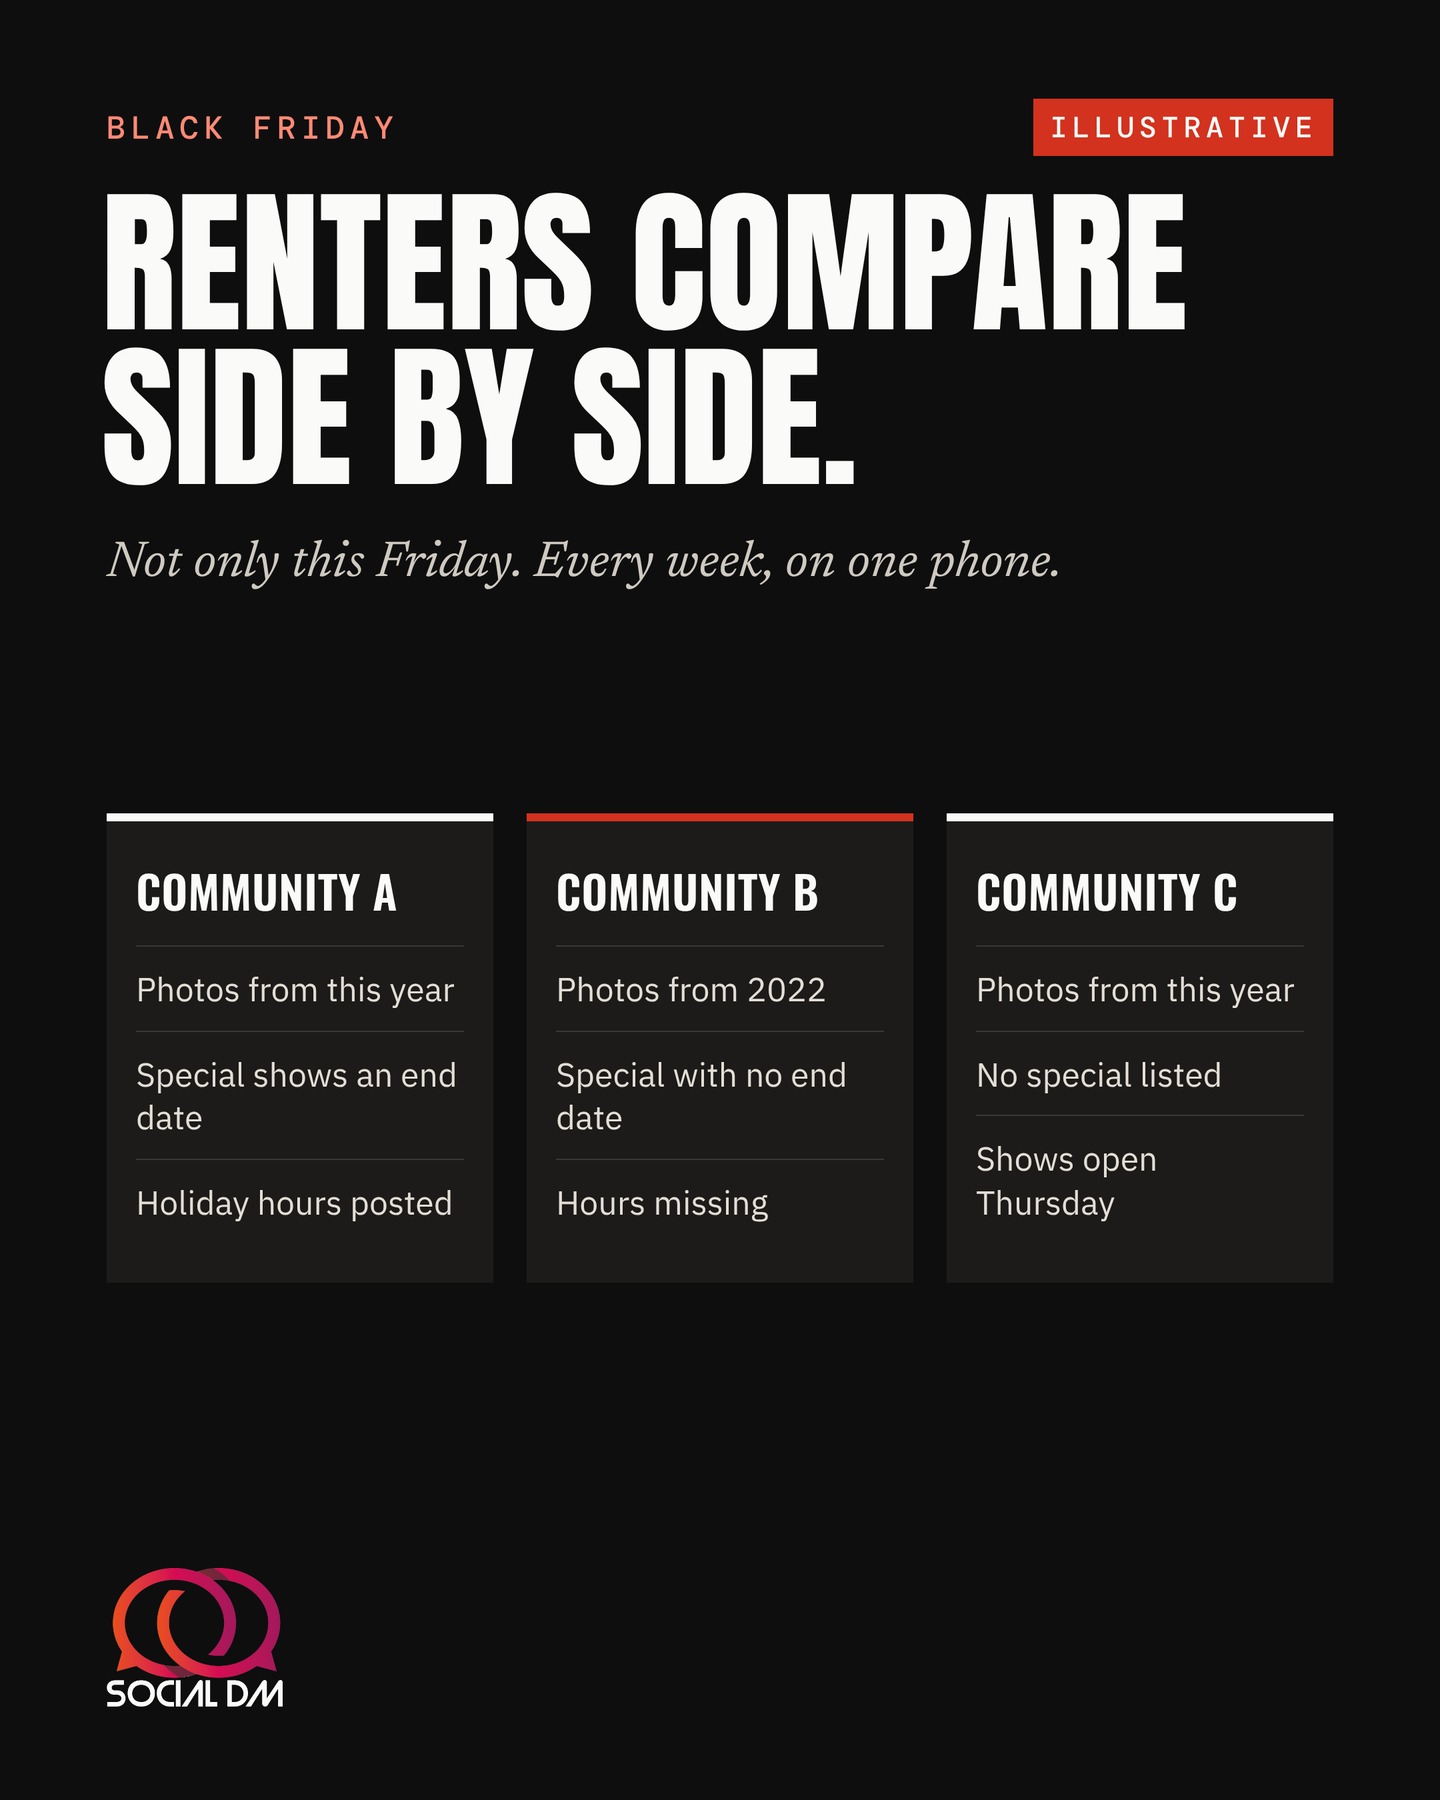 BLACK FRIDAY
ILLUSTRATIVE
RENTERS COMPARE
SIDE BY SIDE.
Not only this Friday. Every week, on one phone.
COMMUNITY A
Photos from this year
Special shows an end
date
Holiday hours posted
COMMUNITY B
Photos from 2022
Special with no end
date
Hours missing
COMMUNITY C
Photos from this year
No special listed
Shows open
Thursday
SOCIAL DM